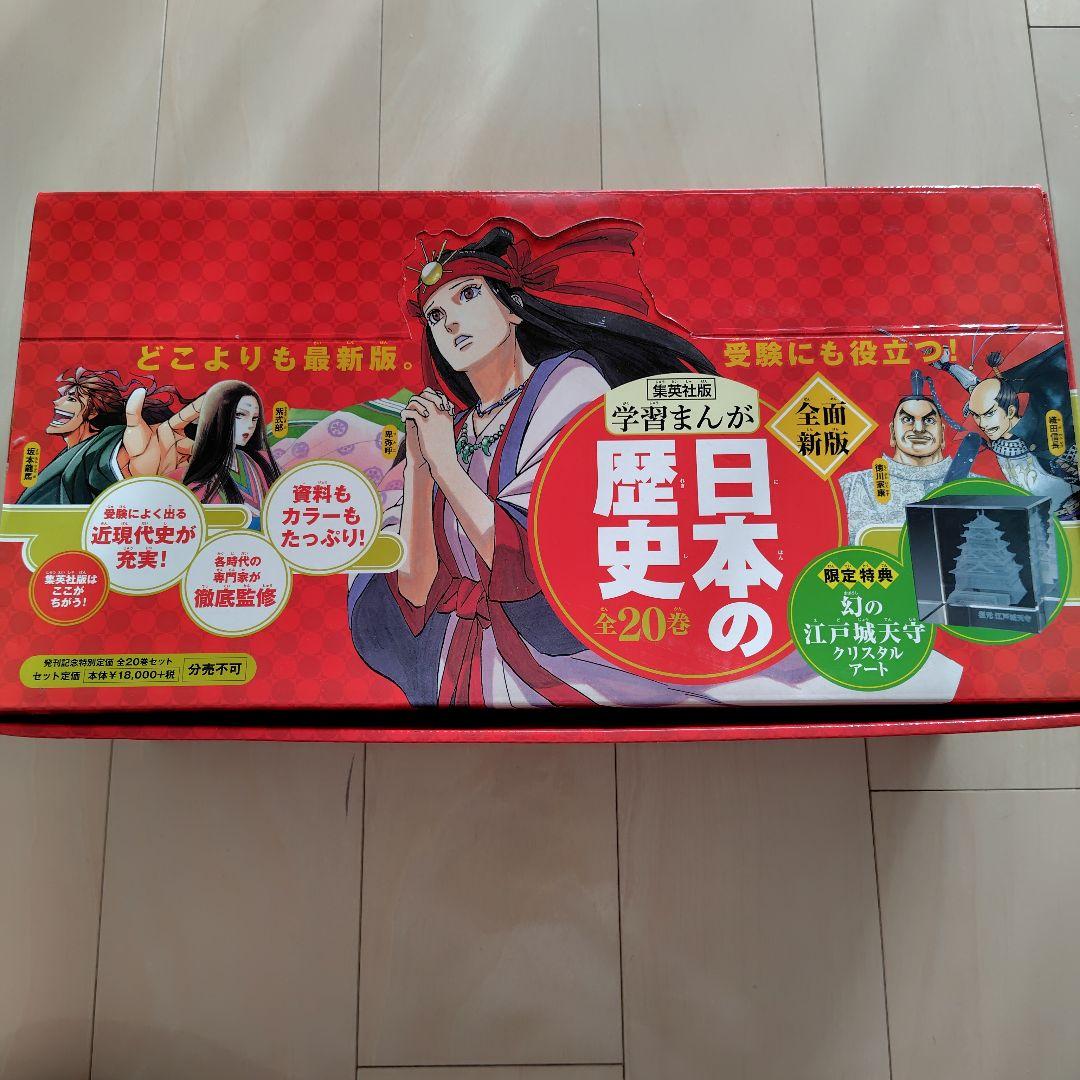 どこよりも最新版。
受験にも役立つ!
坂本龍馬
紫式部
卑弥呼
集英社版
学習まんが
日本の
歴史
全20巻
全面
新版
徳川家康
織田信長
受験によく出る
近現代史が
充実!
資料も
カラーも
たっぷり!
集英社版は
ここが
ちがう!
各時代の
専門家が
徹底監修
限定特典
幻の
江戸城天守
クリスタル
アート
復元 江戸城天守
発刊記念特別定価 全20巻セット
セット定価 本体¥18,000+税 分売不可